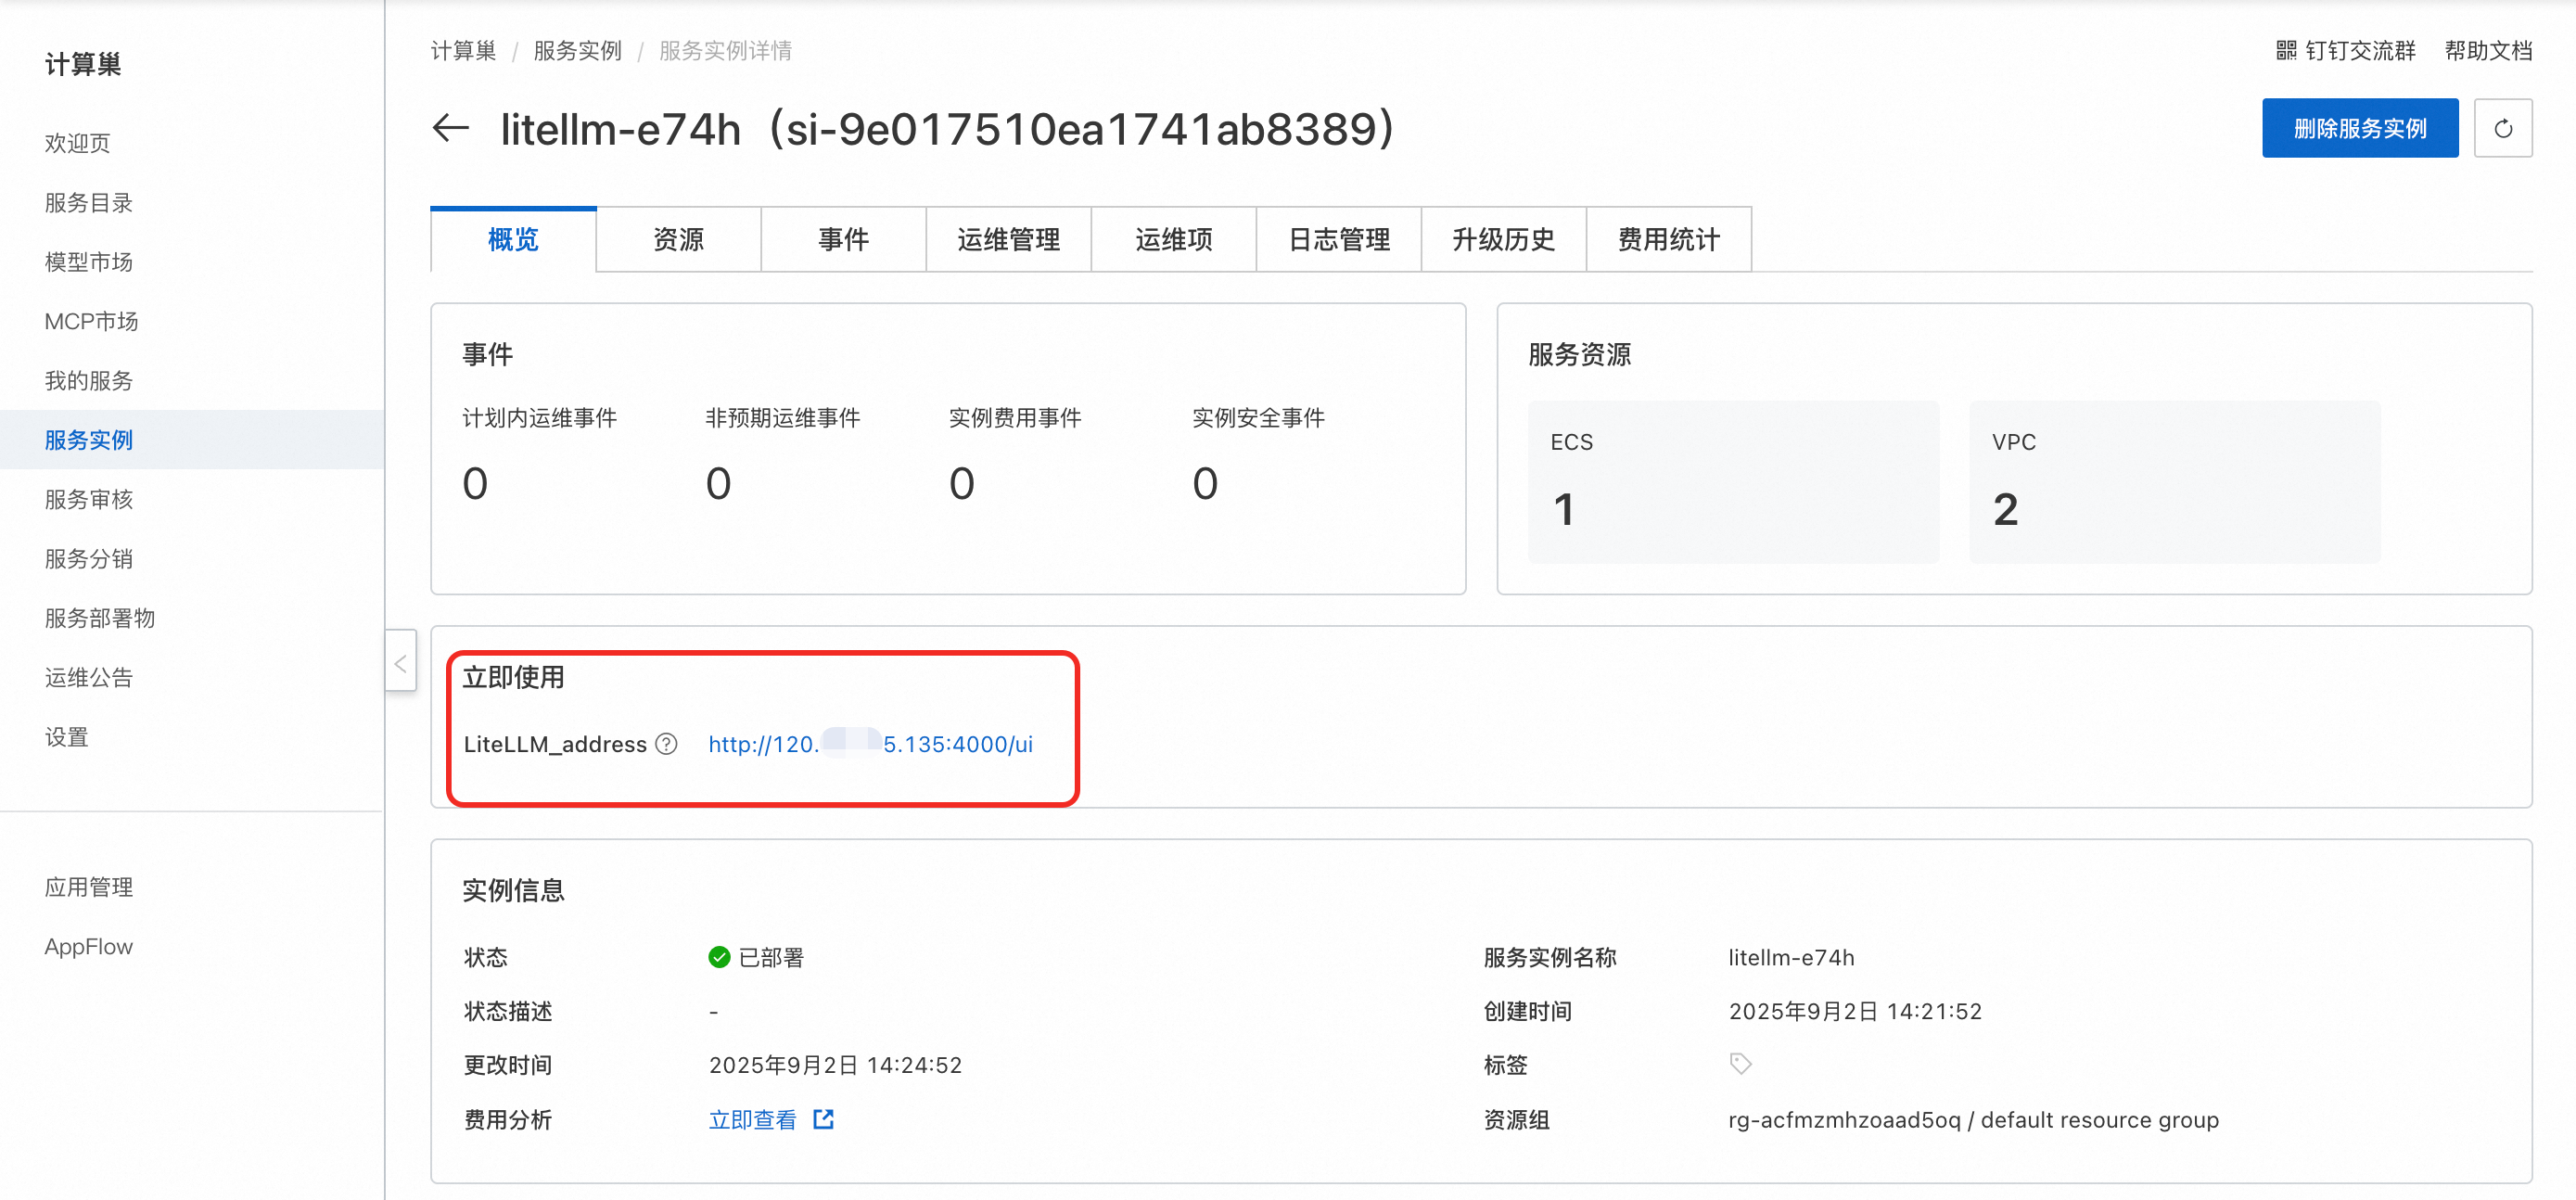 计算巢
欢迎页
服务目录
模型市场
MCP市场
我的服务
服务实例
服务审核
服务分销
服务部署物
运维公告
设置
应用管理
AppFlow
计算巢 / 服务实例 / 服务实例详情
钉钉交流群 帮助文档
litellm-e74h（si-9e017510ea1741ab8389）
删除服务实例
概览 资源 事件 运维管理 运维项 日志管理 升级历史 费用统计
事件
计划内运维事件 非预期运维事件 实例费用事件 实例安全事件
0 0 0 0
服务资源
ECS VPC
1 2
立即使用
LiteLLM_address http://120. 5.135:4000/ui
实例信息
状态 已部署 服务实例名称 litellm-e74h
状态描述 - 创建时间 2025年9月2日 14:21:52
更改时间 2025年9月2日 14:24:52 标签
费用分析 立即查看 资源组 rg-acfmzmhzoaad5oq / default resource group